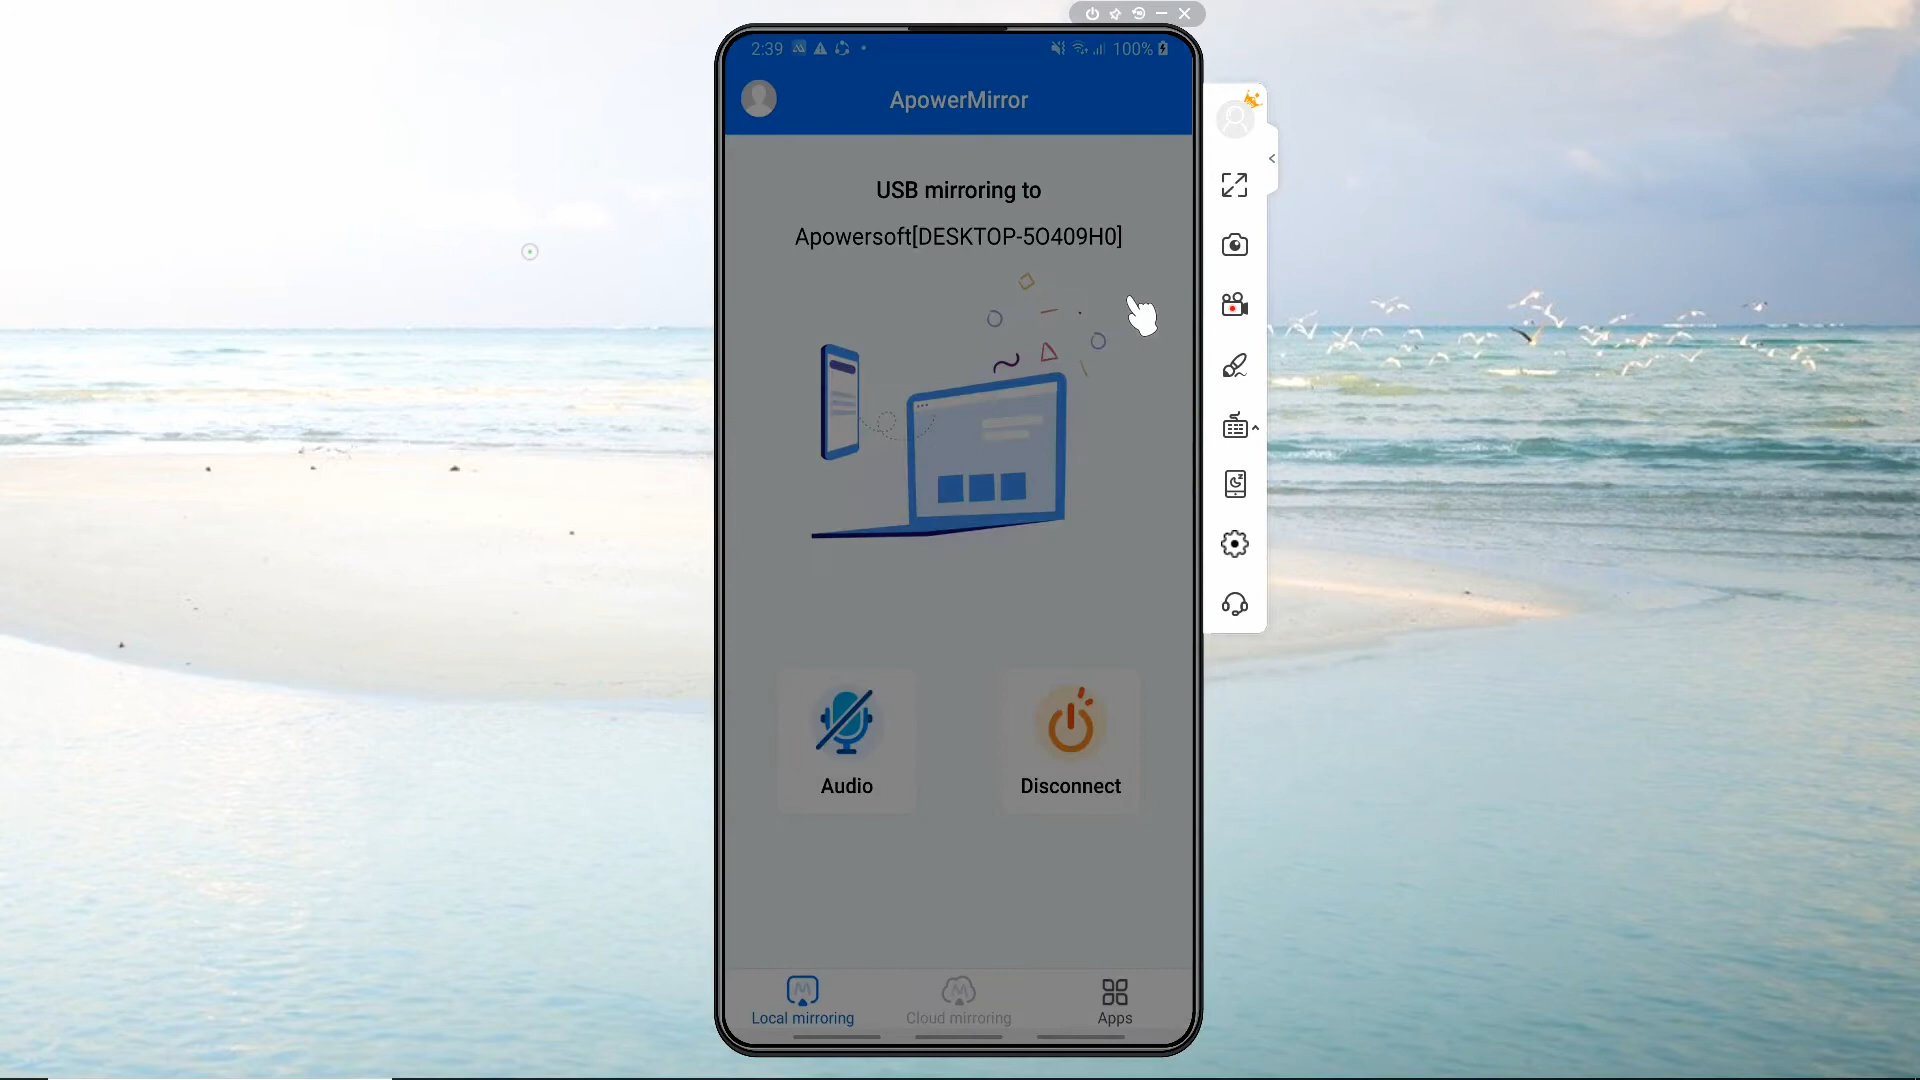 2:39
100%
ApowerMirror
USB mirroring to
Apowersoft[DESKTOP-5O409H0]
Audio
Disconnect
Local mirroring
Cloud mirroring
Apps